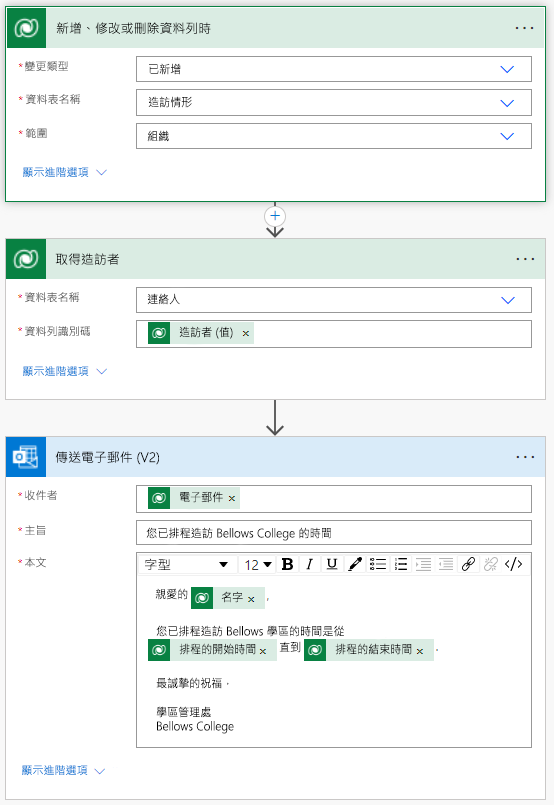 新增、修改或刪除資料列時
*變更類型 已新增
*資料表名稱 造訪情形
*範圍 組織
顯示進階選項
取得造訪者
*資料表名稱 連絡人
*資料列識別碼 造訪者 (值) ×
顯示進階選項
傳送電子郵件 (V2)
*收件者 電子郵件 ×
*主旨 您已排程造訪 Bellows College 的時間
*本文 字型 12 B I U </>
親愛的 名字 × ,
您已排程造訪 Bellows 學區的時間是從
排程的開始時間 × 直到 排程的結束時間 × .
最誠摯的祝福,
學區管理處
Bellows College
顯示進階選項